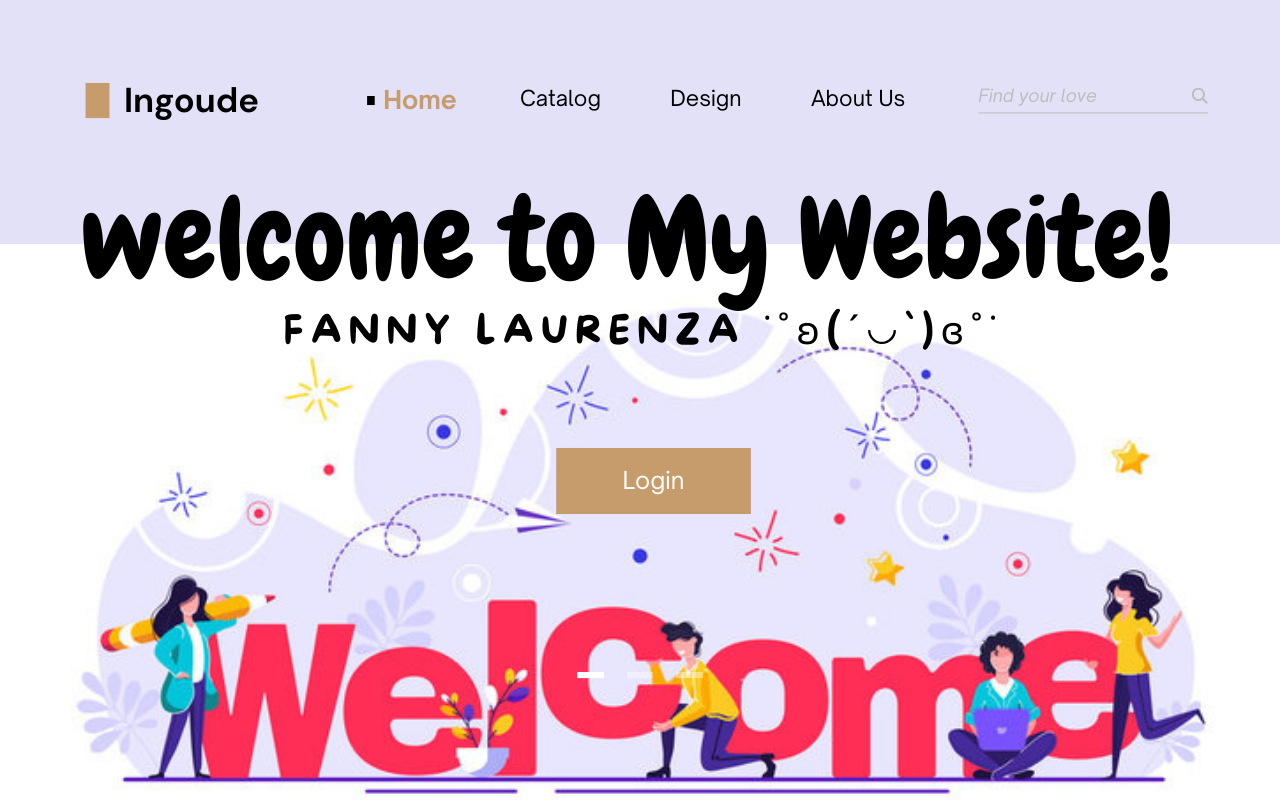 Ingoude
Home
Catalog
Design
About Us
Find your love
welcome to My Website!
FANNY LAURENZA ˙˚ʚ(´◡`)ɞ˚˙
Login
Welcome